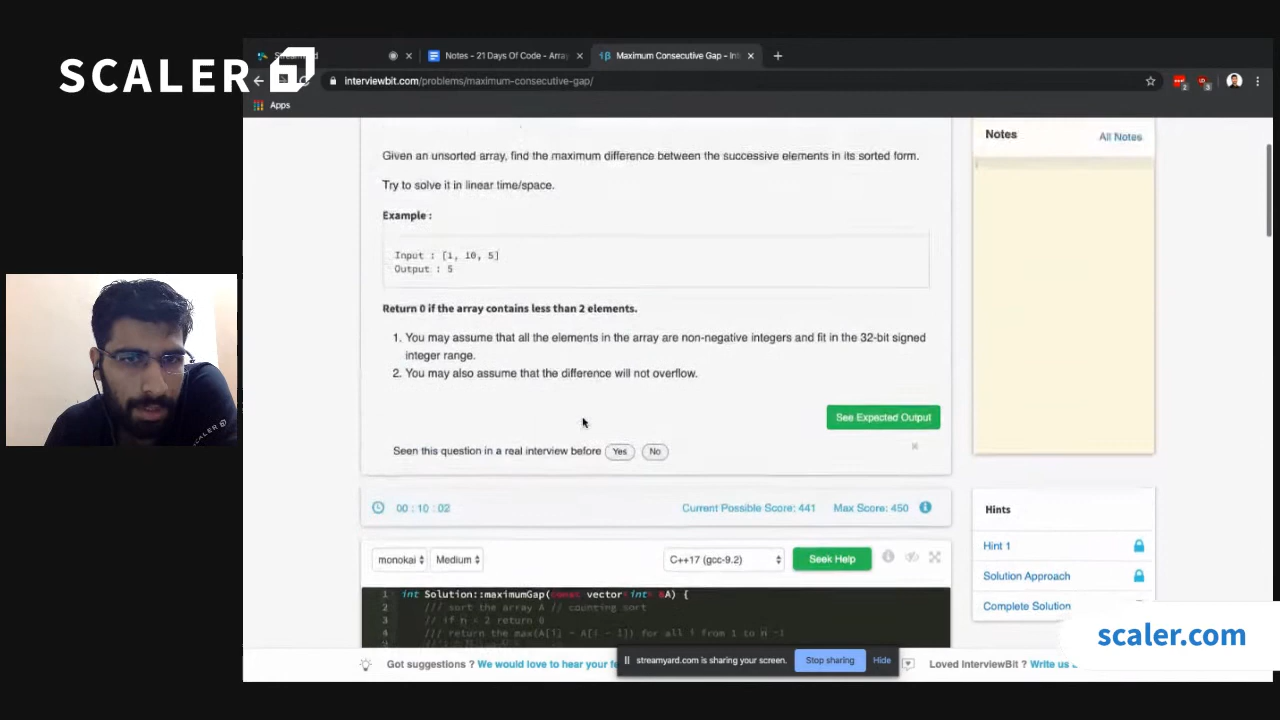 SCALER
Notes - 21 Days Of Code - Array
Maximum Consecutive Gap - Int
interviewbit.com/problems/maximum-consecutive-gap/
Apps
Given an unsorted array, find the maximum difference between the successive elements in its sorted form.
Try to solve it in linear time/space.
Example :
Input : [1, 10, 5]
Output : 5
Return 0 if the array contains less than 2 elements.
1. You may assume that all the elements in the array are non-negative integers and fit in the 32-bit signed
integer range.
2. You may also assume that the difference will not overflow.
See Expected Output
Seen this question in a real interview before
Yes
No
00 : 10 : 02
Current Possible Score: 441
Max Score: 450
monokai
Medium
C++17 (gcc-9.2)
Seek Help
1 int Solution::maximumGap(const vector<int> &A) {
2 /// sort the array A // counting sort
3 // if n < 2 return 0
4 /// return the max(A[i] - A[i - 1]) for all i from 1 to n -1
Notes
All Notes
Hints
Hint 1
Solution Approach
Complete Solution
Got suggestions ? We would love to hear your fe
streamyard.com is sharing your screen.
Stop sharing
Hide
Loved InterviewBit ? Write us
scaler.com
SCALER